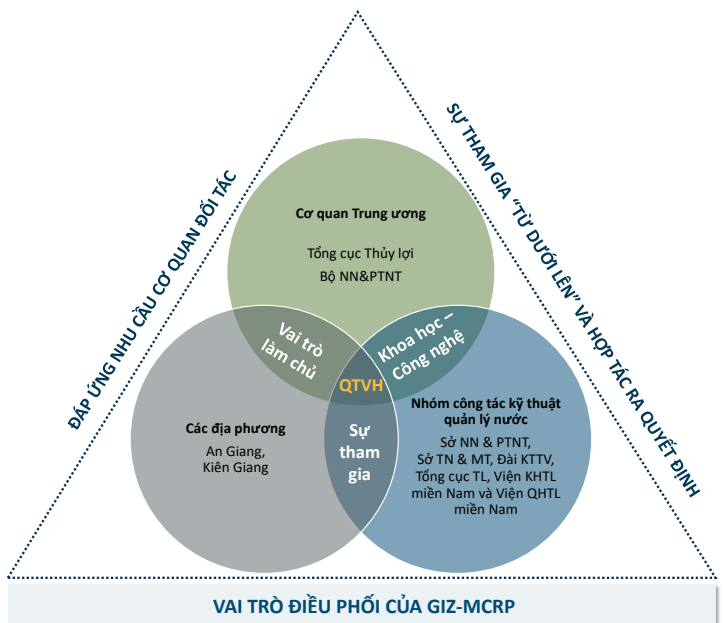 ĐÁP ỨNG NHU CẦU CƠ QUAN ĐỐI TÁC
SỰ THAM GIA “TỪ DƯỚI LÊN” VÀ HỢP TÁC RA QUYẾT ĐỊNH
Cơ quan Trung ương
Tổng cục Thủy lợi
Bộ NN&PTNT
Vai trò
làm chủ
Khoa học –
Công nghệ
QTVH
Các địa phương
An Giang,
Kiên Giang
Sự
tham
gia
Nhóm công tác kỹ thuật
quản lý nước
Sở NN & PTNT,
Sở TN & MT, Đài KTTV,
Tổng cục TL, Viện KHTL
miền Nam và Viện QHTL
miền Nam
VAI TRÒ ĐIỀU PHỐI CỦA GIZ-MCRP